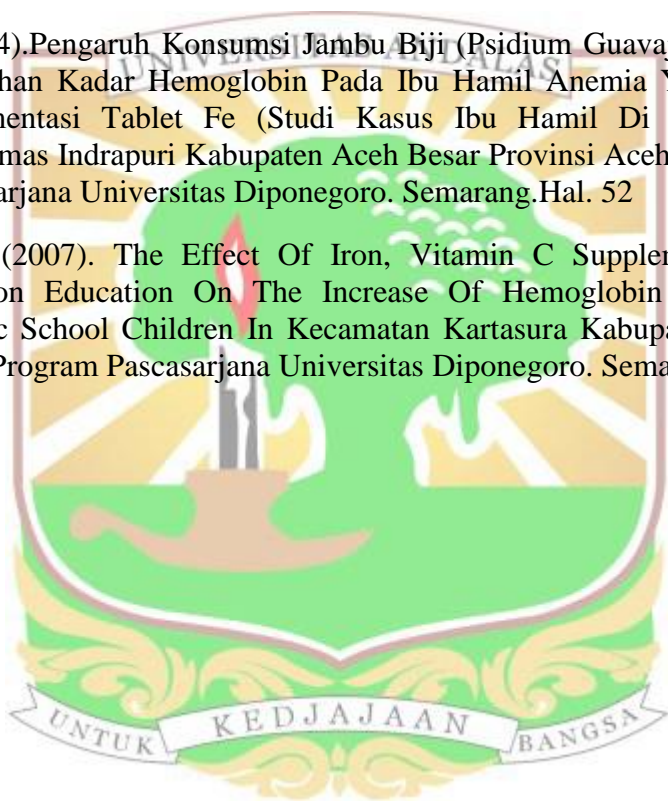 4).Pengaruh Konsumsi Jambu Biji (Psidium Guava
UNIVERSITAS ANDALAS
han Kadar Hemoglobin Pada Ibu Hamil Anemia Y
mentasi Tablet Fe (Studi Kasus Ibu Hamil Di
mas Indrapuri Kabupaten Aceh Besar Provinsi Aceh
arjana Universitas Diponegoro. Semarang.Hal. 52
(2007). The Effect Of Iron, Vitamin C Supplem
on Education On The Increase Of Hemoglobin
c School Children In Kecamatan Kartasura Kabupa
Program Pascasarjana Universitas Diponegoro. Sema
UNTUK KEDJAJAAN BANGSA